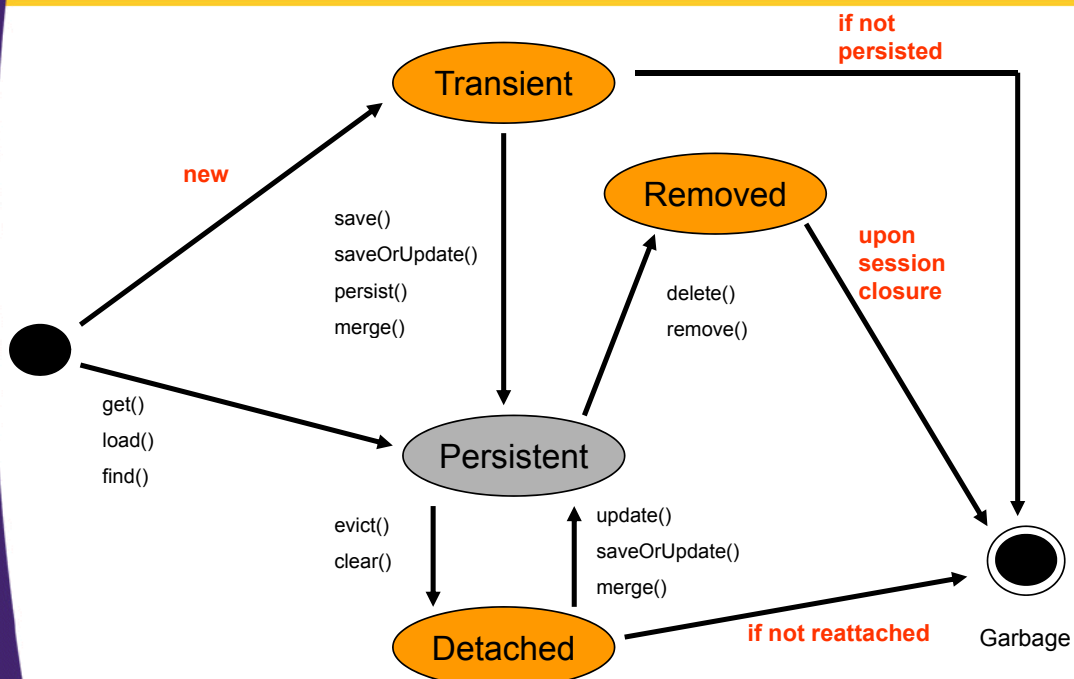 if not
persisted
Transient
new
Removed
save()
saveOrUpdate()
persist()
merge()
upon
session
closure
delete()
remove()
get()
load()
find()
Persistent
evict()
clear()
update()
saveOrUpdate()
merge()
if not reattached
Garbage
Detached